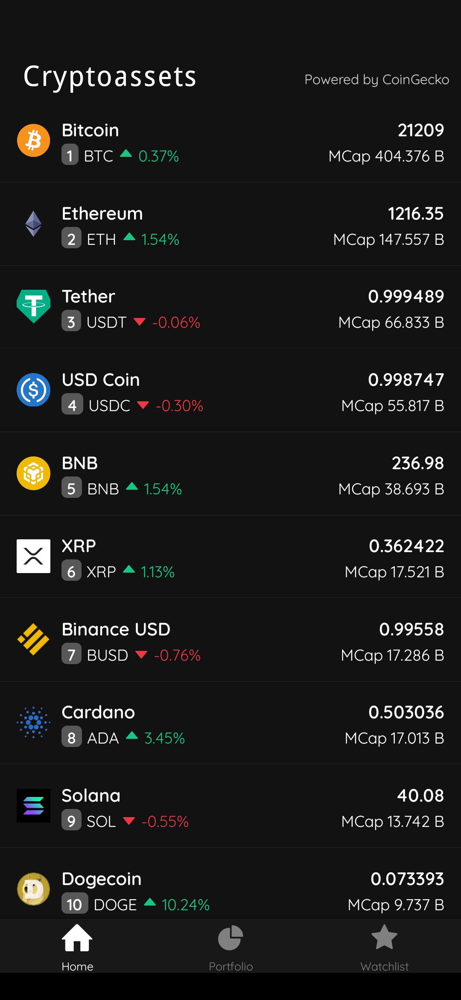 Cryptoassets
Powered by CoinGecko
Bitcoin 21209
1 BTC 0.37% MCap 404.376 B
Ethereum 1216.35
2 ETH 1.54% MCap 147.557 B
Tether 0.999489
3 USDT -0.06% MCap 66.833 B
USD Coin 0.998747
4 USDC -0.30% MCap 55.817 B
BNB 236.98
5 BNB 1.54% MCap 38.693 B
XRP 0.362422
6 XRP 1.13% MCap 17.521 B
Binance USD 0.99558
7 BUSD -0.76% MCap 17.286 B
Cardano 0.503036
8 ADA 3.45% MCap 17.013 B
Solana 40.08
9 SOL -0.55% MCap 13.742 B
Dogecoin 0.073393
10 DOGE 10.24% MCap 9.737 B
Home Portfolio Watchlist